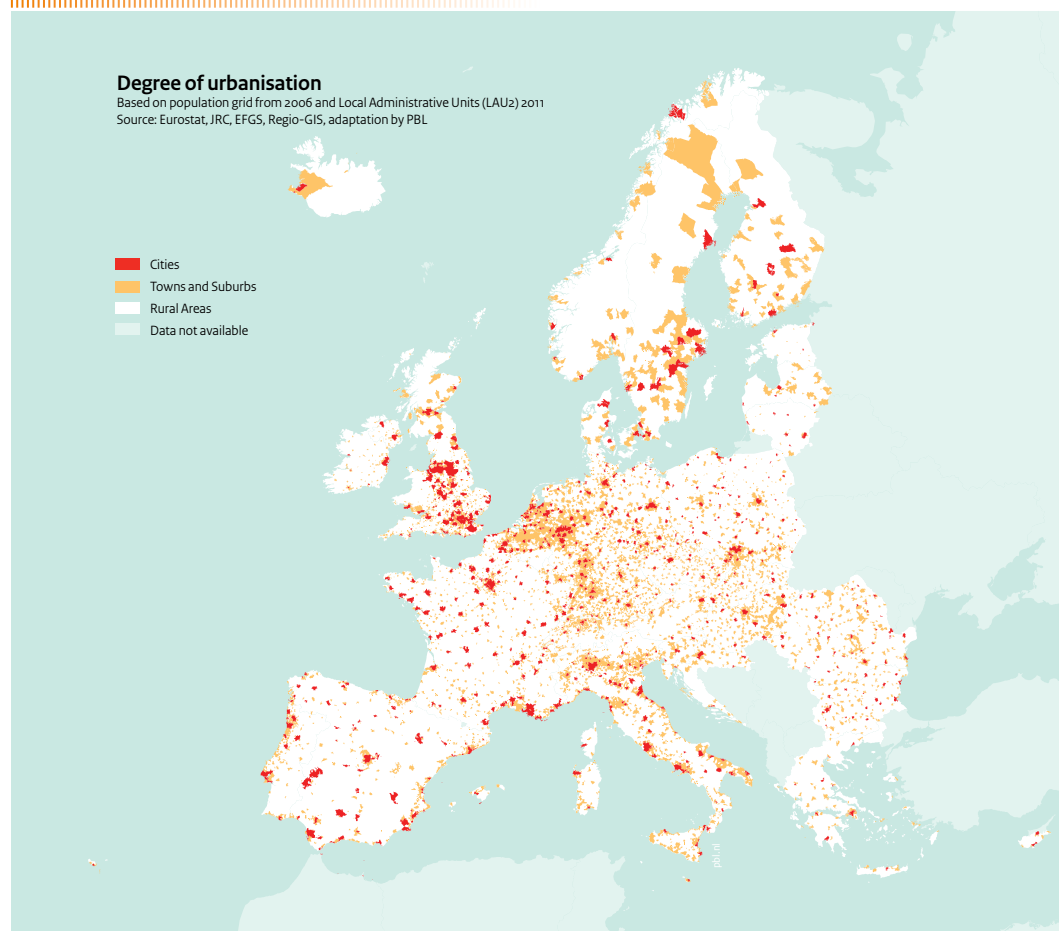 Degree of urbanisation
Based on population grid from 2006 and Local Administrative Units (LAU2) 2011
Source: Eurostat, JRC, EFGS, Regio-GIS, adaptation by PBL
Cities
Towns and Suburbs
Rural Areas
Data not available
pbl.nl